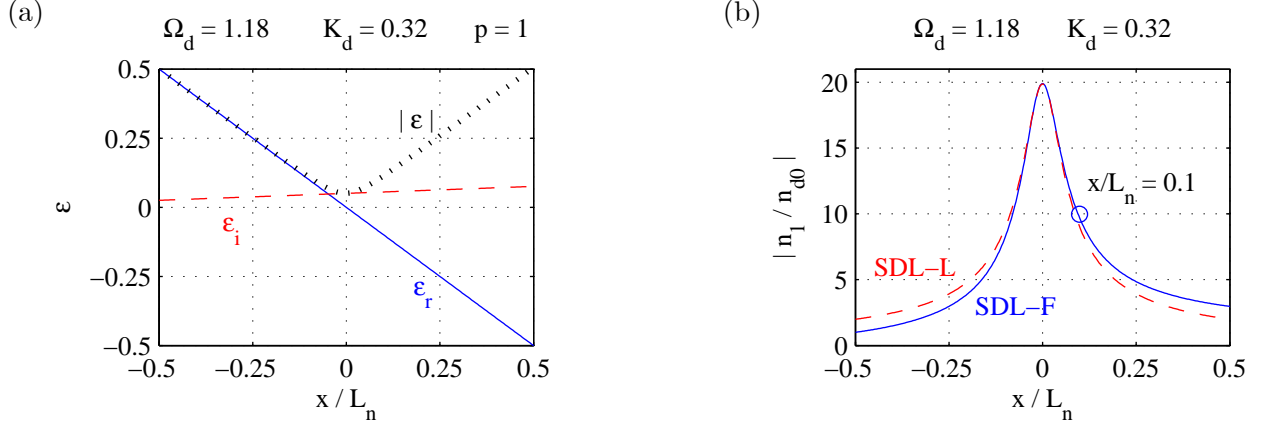 (a)
Ω_d = 1.18 K_d = 0.32 p = 1
0.5
0.25
0
−0.25
−0.5
ε
| ε |
ε_i
ε_r
−0.5 −0.25 0 0.25 0.5
x / L_n
(b)
Ω_d = 1.18 K_d = 0.32
20
15
10
5
0
| n_1 / n_d0 |
x/L_n = 0.1
SDL−L
SDL−F
−0.5 −0.25 0 0.25 0.5
x / L_n